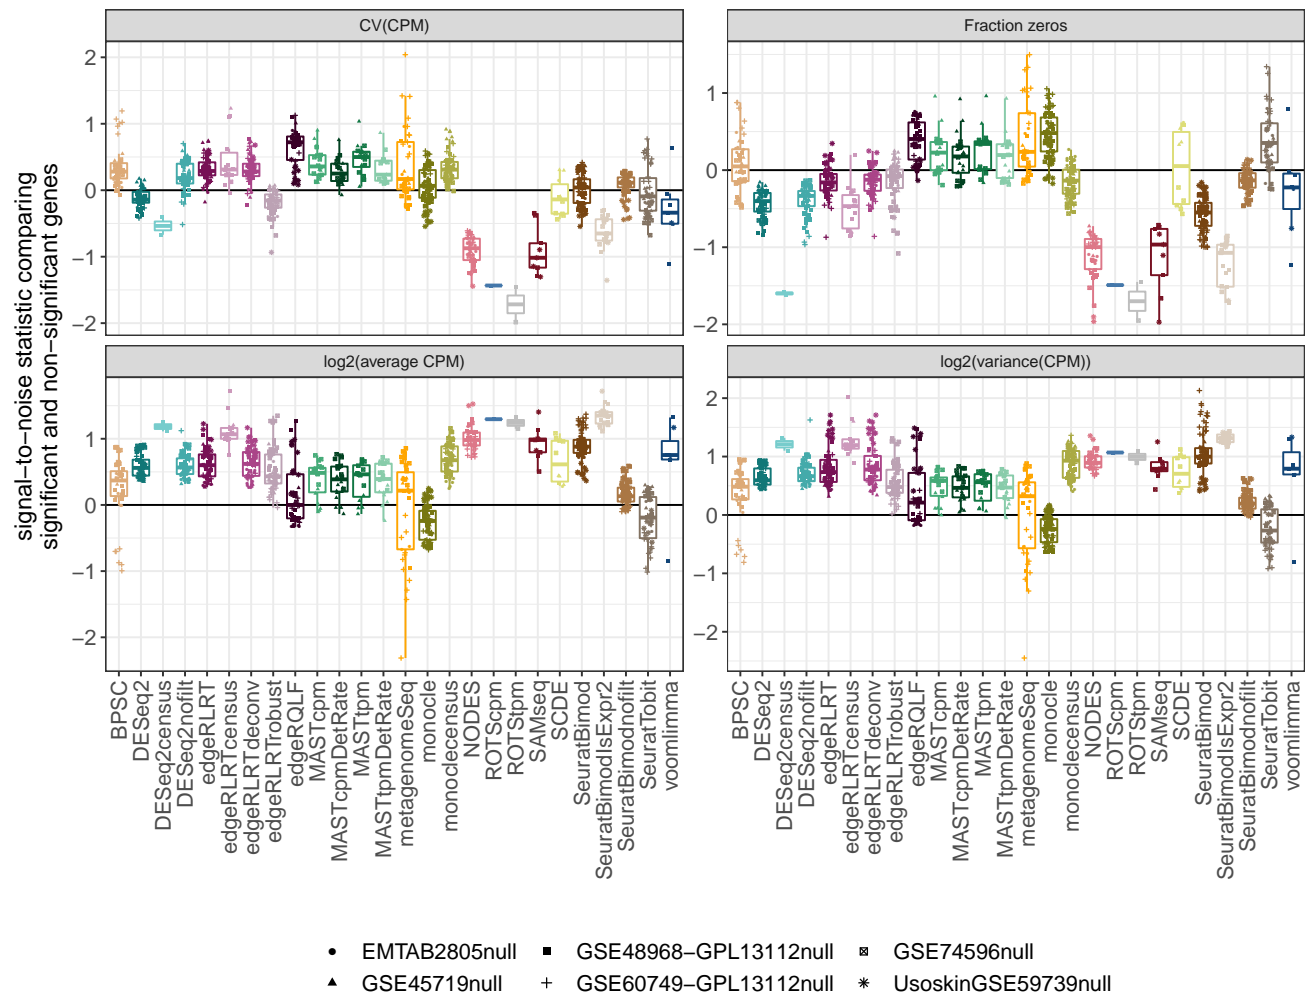 CV(CPM)
Fraction zeros
2
1
0
−1
−2
1
0
−1
−2
log2(average CPM)
log2(variance(CPM))
1
0
−1
−2
2
1
0
−1
−2
signal−to−noise statistic comparing
significant and non−significant genes
BPSC
DESeq2
DESeq2census
DESeq2nofilt
edgeRLRT
edgeRLRTcensus
edgeRLRTdeconv
edgeRLRTrobust
edgeRQLF
MASTcpm
MASTcpmDetRate
MASTtpm
MASTtpmDetRate
metagenomeSeq
monocle
monoclecensus
NODES
ROTScpm
ROTStpm
SAMseq
SCDE
SeuratBimod
SeuratBimodIsExpr2
SeuratBimodnofilt
SeuratTobit
voomlimma
BPSC
DESeq2
DESeq2census
DESeq2nofilt
edgeRLRT
edgeRLRTcensus
edgeRLRTdeconv
edgeRLRTrobust
edgeRQLF
MASTcpm
MASTcpmDetRate
MASTtpm
MASTtpmDetRate
metagenomeSeq
monocle
monoclecensus
NODES
ROTScpm
ROTStpm
SAMseq
SCDE
SeuratBimod
SeuratBimodIsExpr2
SeuratBimodnofilt
SeuratTobit
voomlimma
EMTAB2805null
GSE48968−GPL13112null
GSE74596null
GSE45719null
GSE60749−GPL13112null
UsoskinGSE59739null